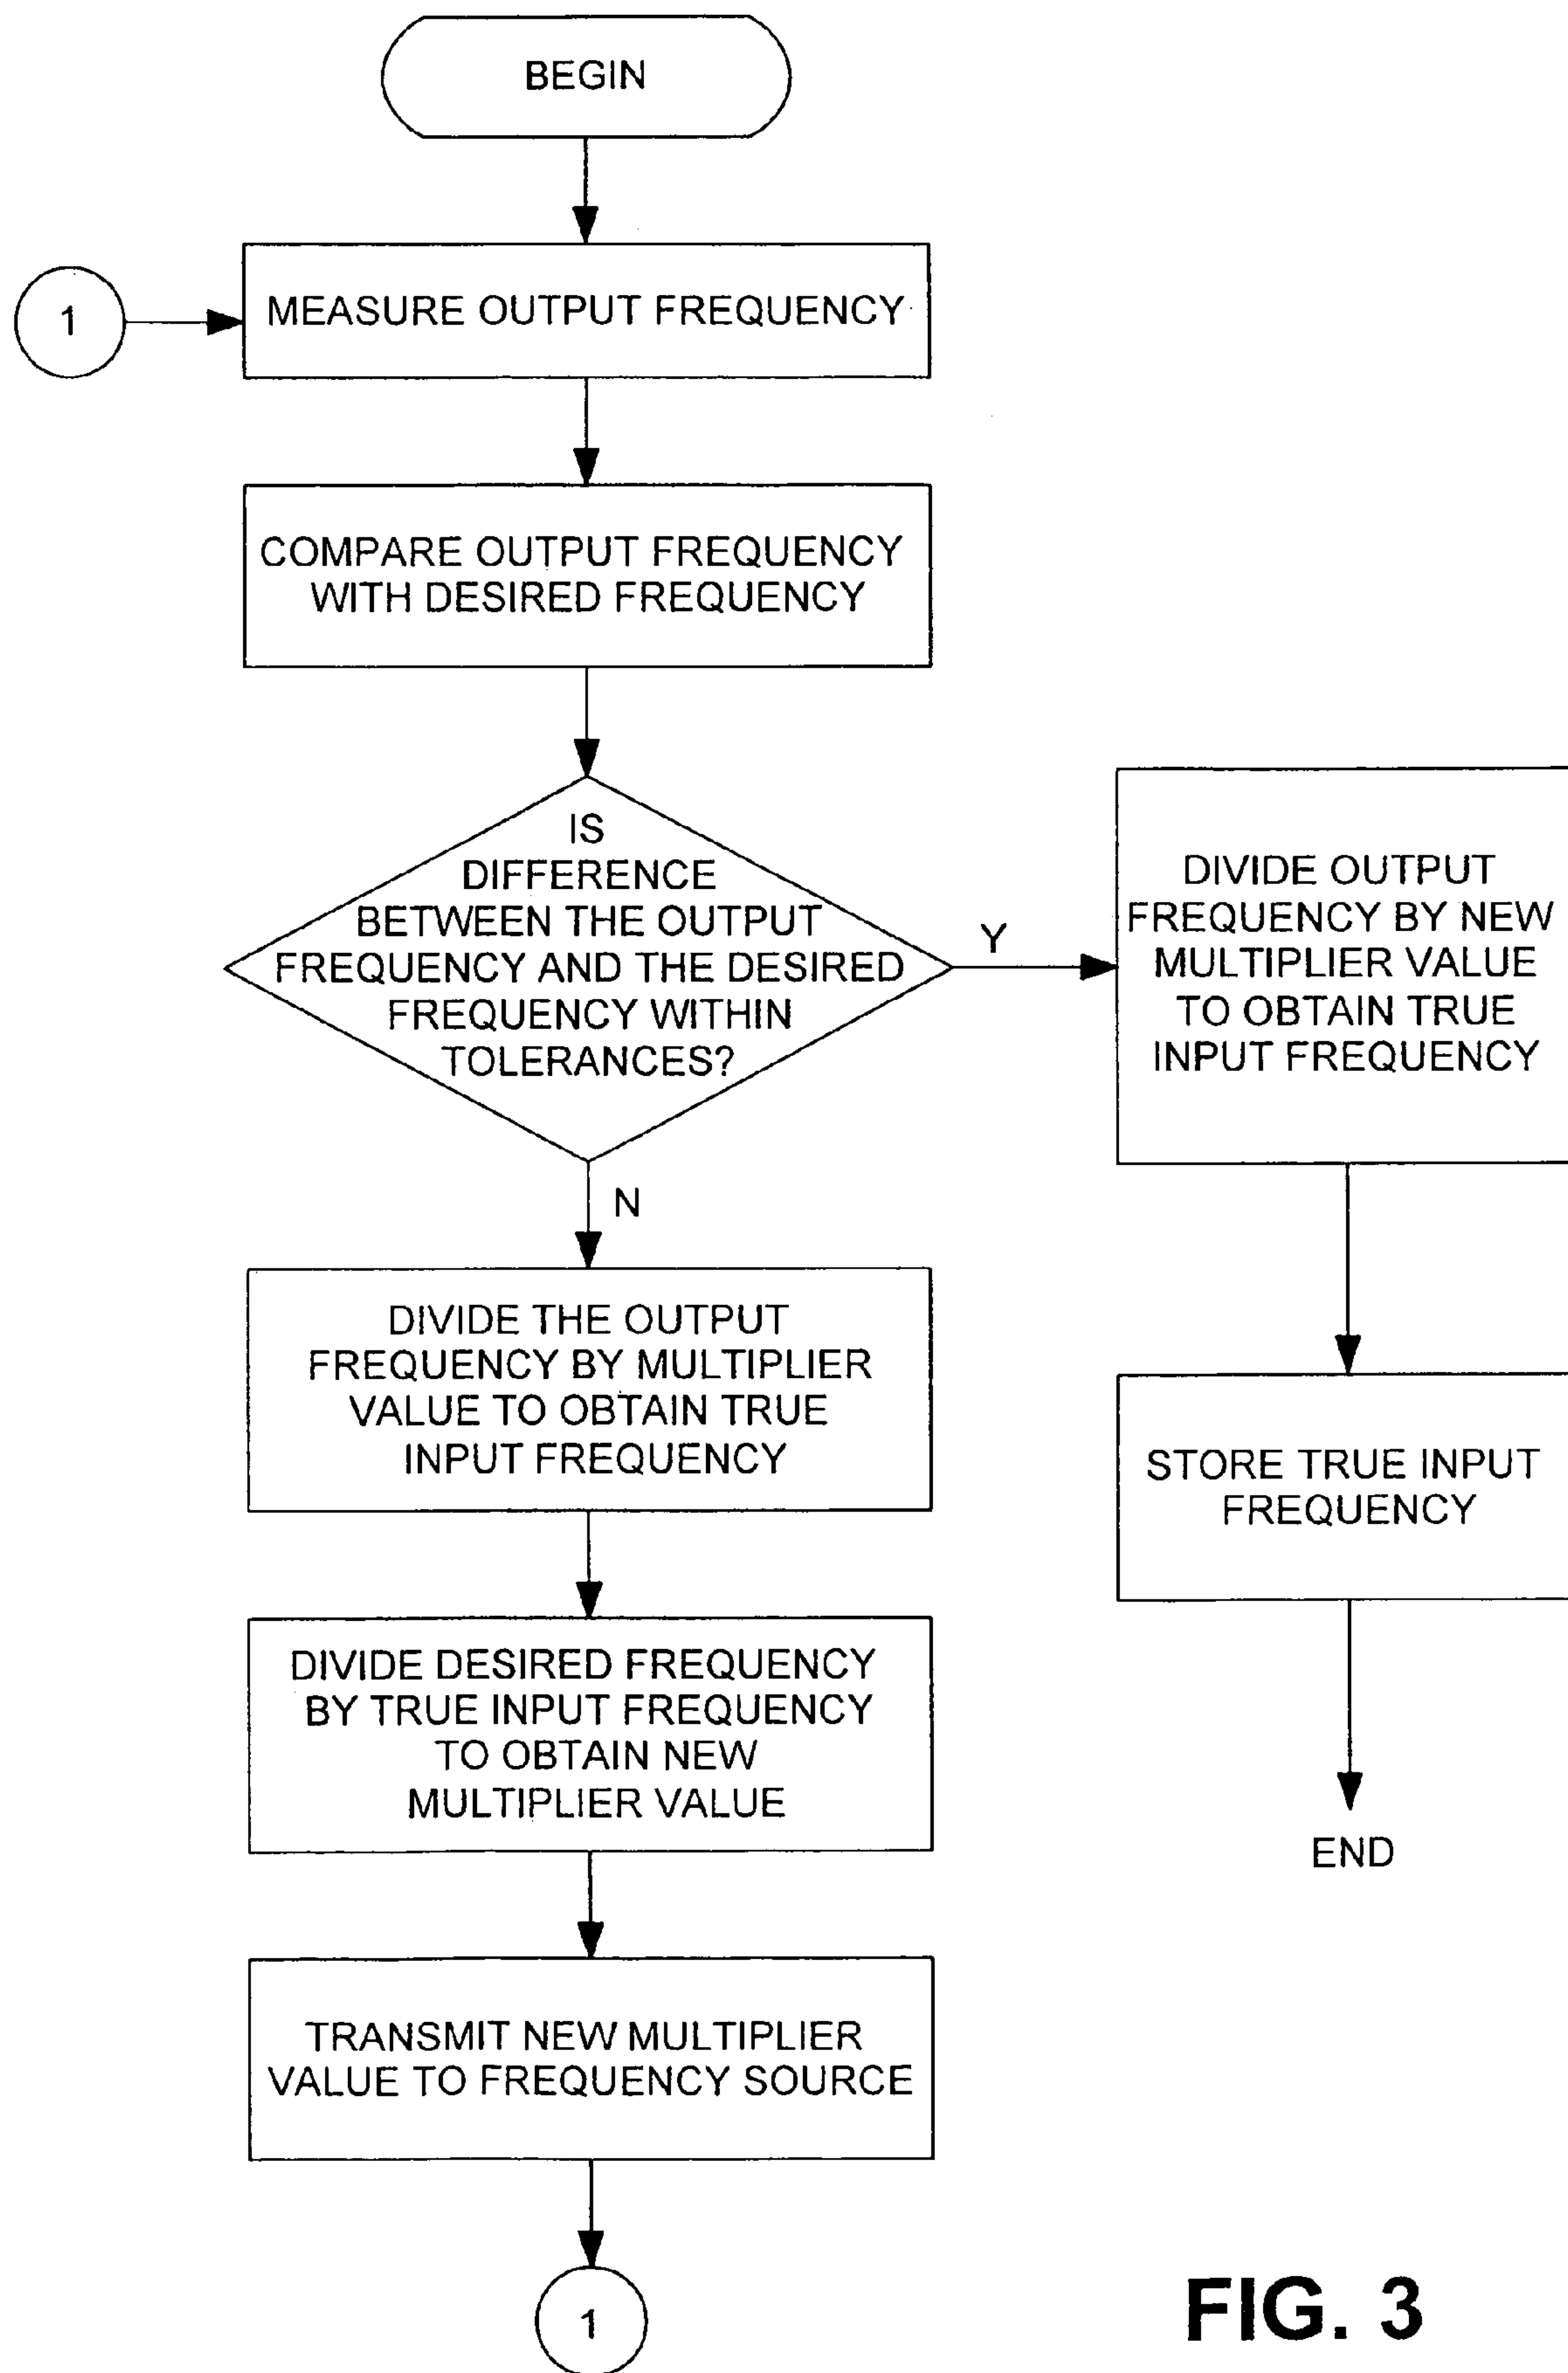 BEGIN
1
MEASURE OUTPUT FREQUENCY
COMPARE OUTPUT FREQUENCY
WITH DESIRED FREQUENCY
IS
DIFFERENCE
BETWEEN THE OUTPUT
FREQUENCY AND THE DESIRED
FREQUENCY WITHIN
TOLERANCES?
Y
DIVIDE OUTPUT
FREQUENCY BY NEW
MULTIPLIER VALUE
TO OBTAIN TRUE
INPUT FREQUENCY
N
DIVIDE THE OUTPUT
FREQUENCY BY MULTIPLIER
VALUE TO OBTAIN TRUE
INPUT FREQUENCY
STORE TRUE INPUT
FREQUENCY
DIVIDE DESIRED FREQUENCY
BY TRUE INPUT FREQUENCY
TO OBTAIN NEW
MULTIPLIER VALUE
END
TRANSMIT NEW MULTIPLIER
VALUE TO FREQUENCY SOURCE
1
FIG. 3